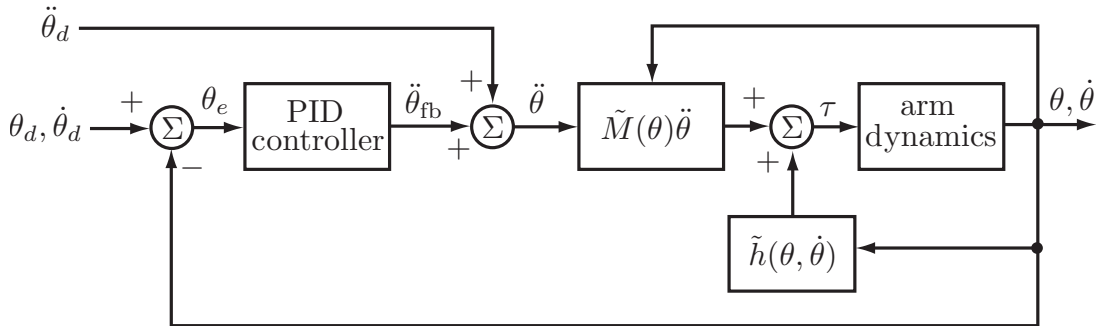 θ̈_d
θ_d, θ̇_d
+
−
Σ
θ_e
PID
controller
θ̈_fb
+
+
Σ
θ̈
M̃(θ)θ̈
+
+
Σ
τ
arm
dynamics
θ, θ̇
h̃(θ, θ̇)